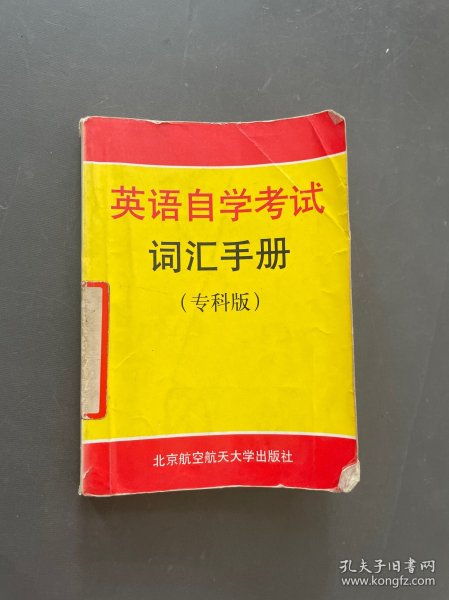 英语自学考试
词汇手册
(专科版)
北京航空航天大学出版社
孔夫子旧书网
www.kongfz.com